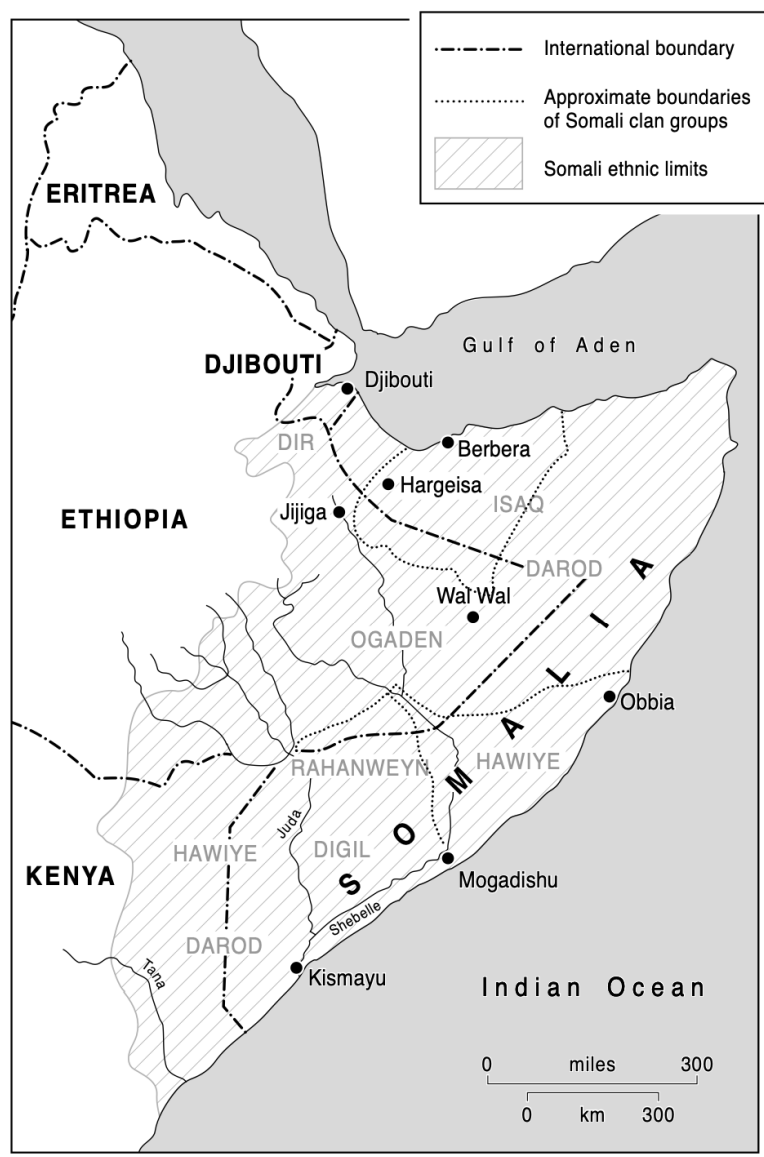 International boundary
Approximate boundaries
of Somali clan groups
Somali ethnic limits
ERITREA
Gulf of Aden
DJIBOUTI
Djibouti
DIR
Berbera
Hargeisa
ISAQ
Jijiga
ETHIOPIA
DAROD
Wal Wal
OGADEN
SOMALIA
Obbia
HAWIYE
RAHANWEYN
Juda
HAWIYE
DIGIL
KENYA
Mogadishu
Shebelle
DAROD
Tana
Kismayu
Indian Ocean
0 miles 300
0 km 300